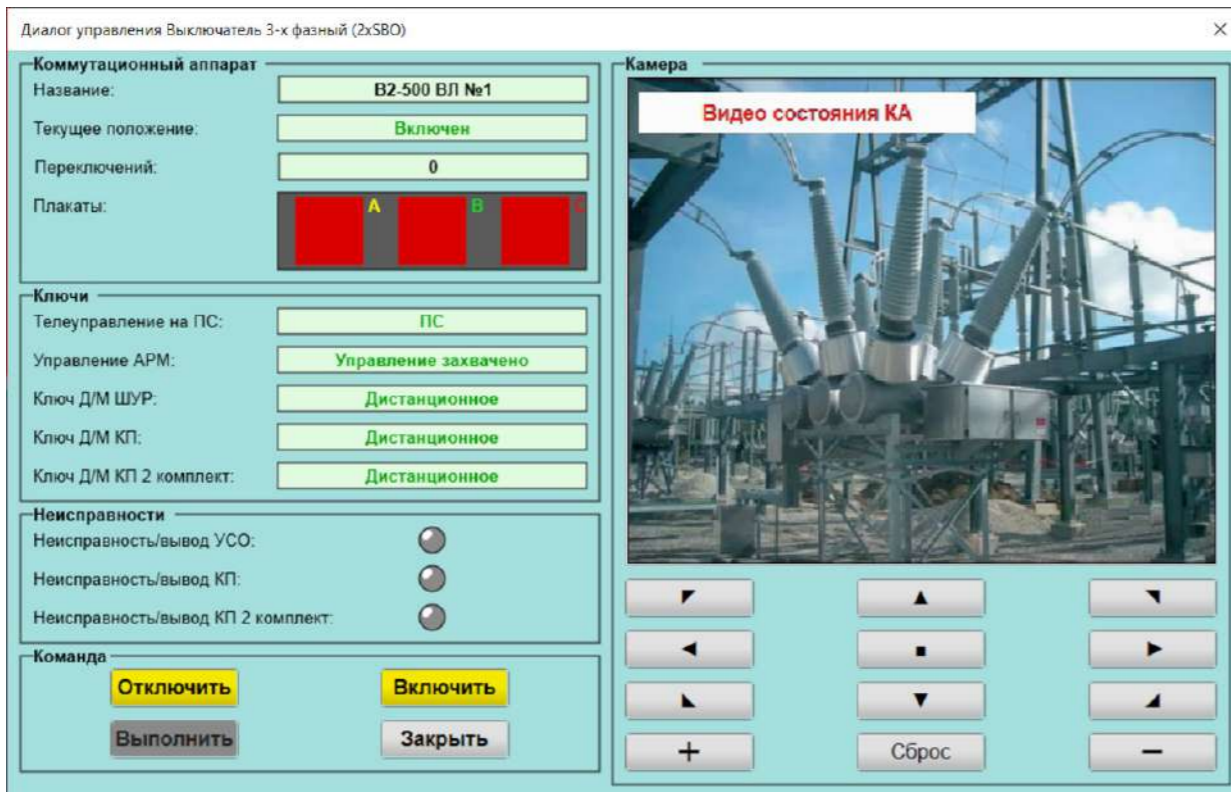 Диалог управления Выключатель 3-х фазный (2xSBO)
Коммутационный аппарат
Название: В2-500 ВЛ №1
Текущее положение: Включен
Переключений: 0
Плакаты: A B C
Ключи
Телеуправление на ПС: ПС
Управление АРМ: Управление захвачено
Ключ Д/М ШУР: Дистанционное
Ключ Д/М КП: Дистанционное
Ключ Д/М КП 2 комплект: Дистанционное
Неисправности
Неисправность/вывод УСО:
Неисправность/вывод КП:
Неисправность/вывод КП 2 комплект:
Команда
Отключить Включить
Выполнить Закрыть
Камера
Видео состояния КА
+ Сброс −